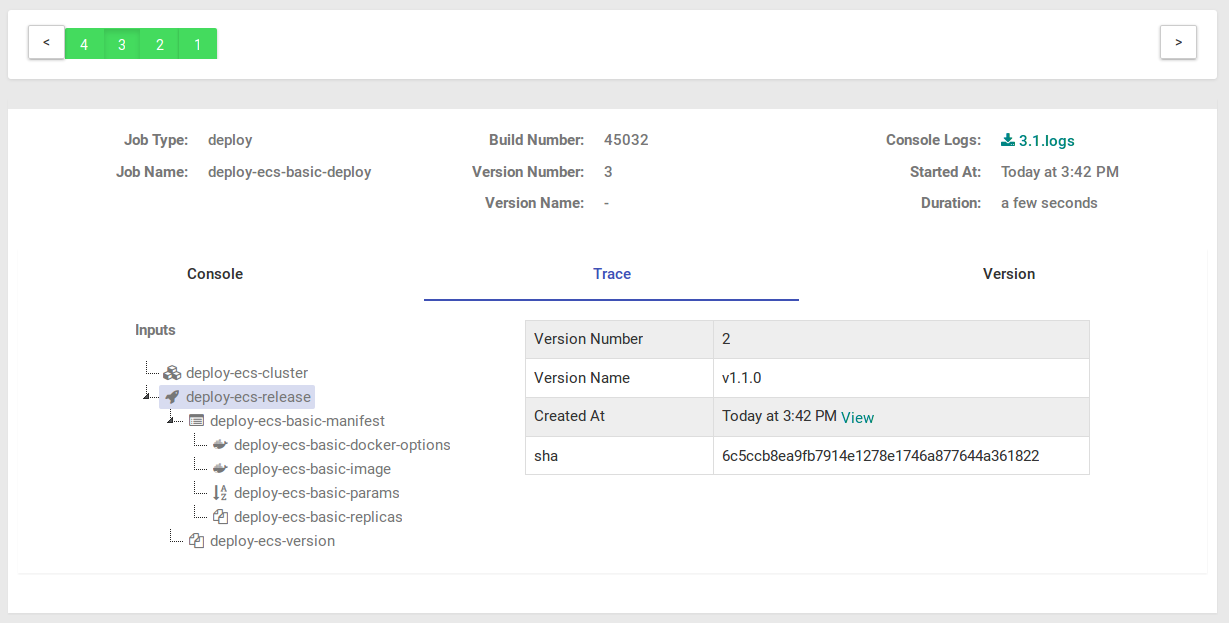 < 4 3 2 1 >
Job Type: deploy Build Number: 45032 Console Logs: 3.1.logs
Job Name: deploy-ecs-basic-deploy Version Number: 3 Started At: Today at 3:42 PM
Version Name: - Duration: a few seconds
Console Trace Version
Inputs
Version Number 2
deploy-ecs-cluster
Version Name v1.1.0
deploy-ecs-release
Created At Today at 3:42 PM View
deploy-ecs-basic-manifest
deploy-ecs-basic-docker-options
sha 6c5ccb8ea9fb7914e1278e1746a877644a361822
deploy-ecs-basic-image
deploy-ecs-basic-params
deploy-ecs-basic-replicas
deploy-ecs-version